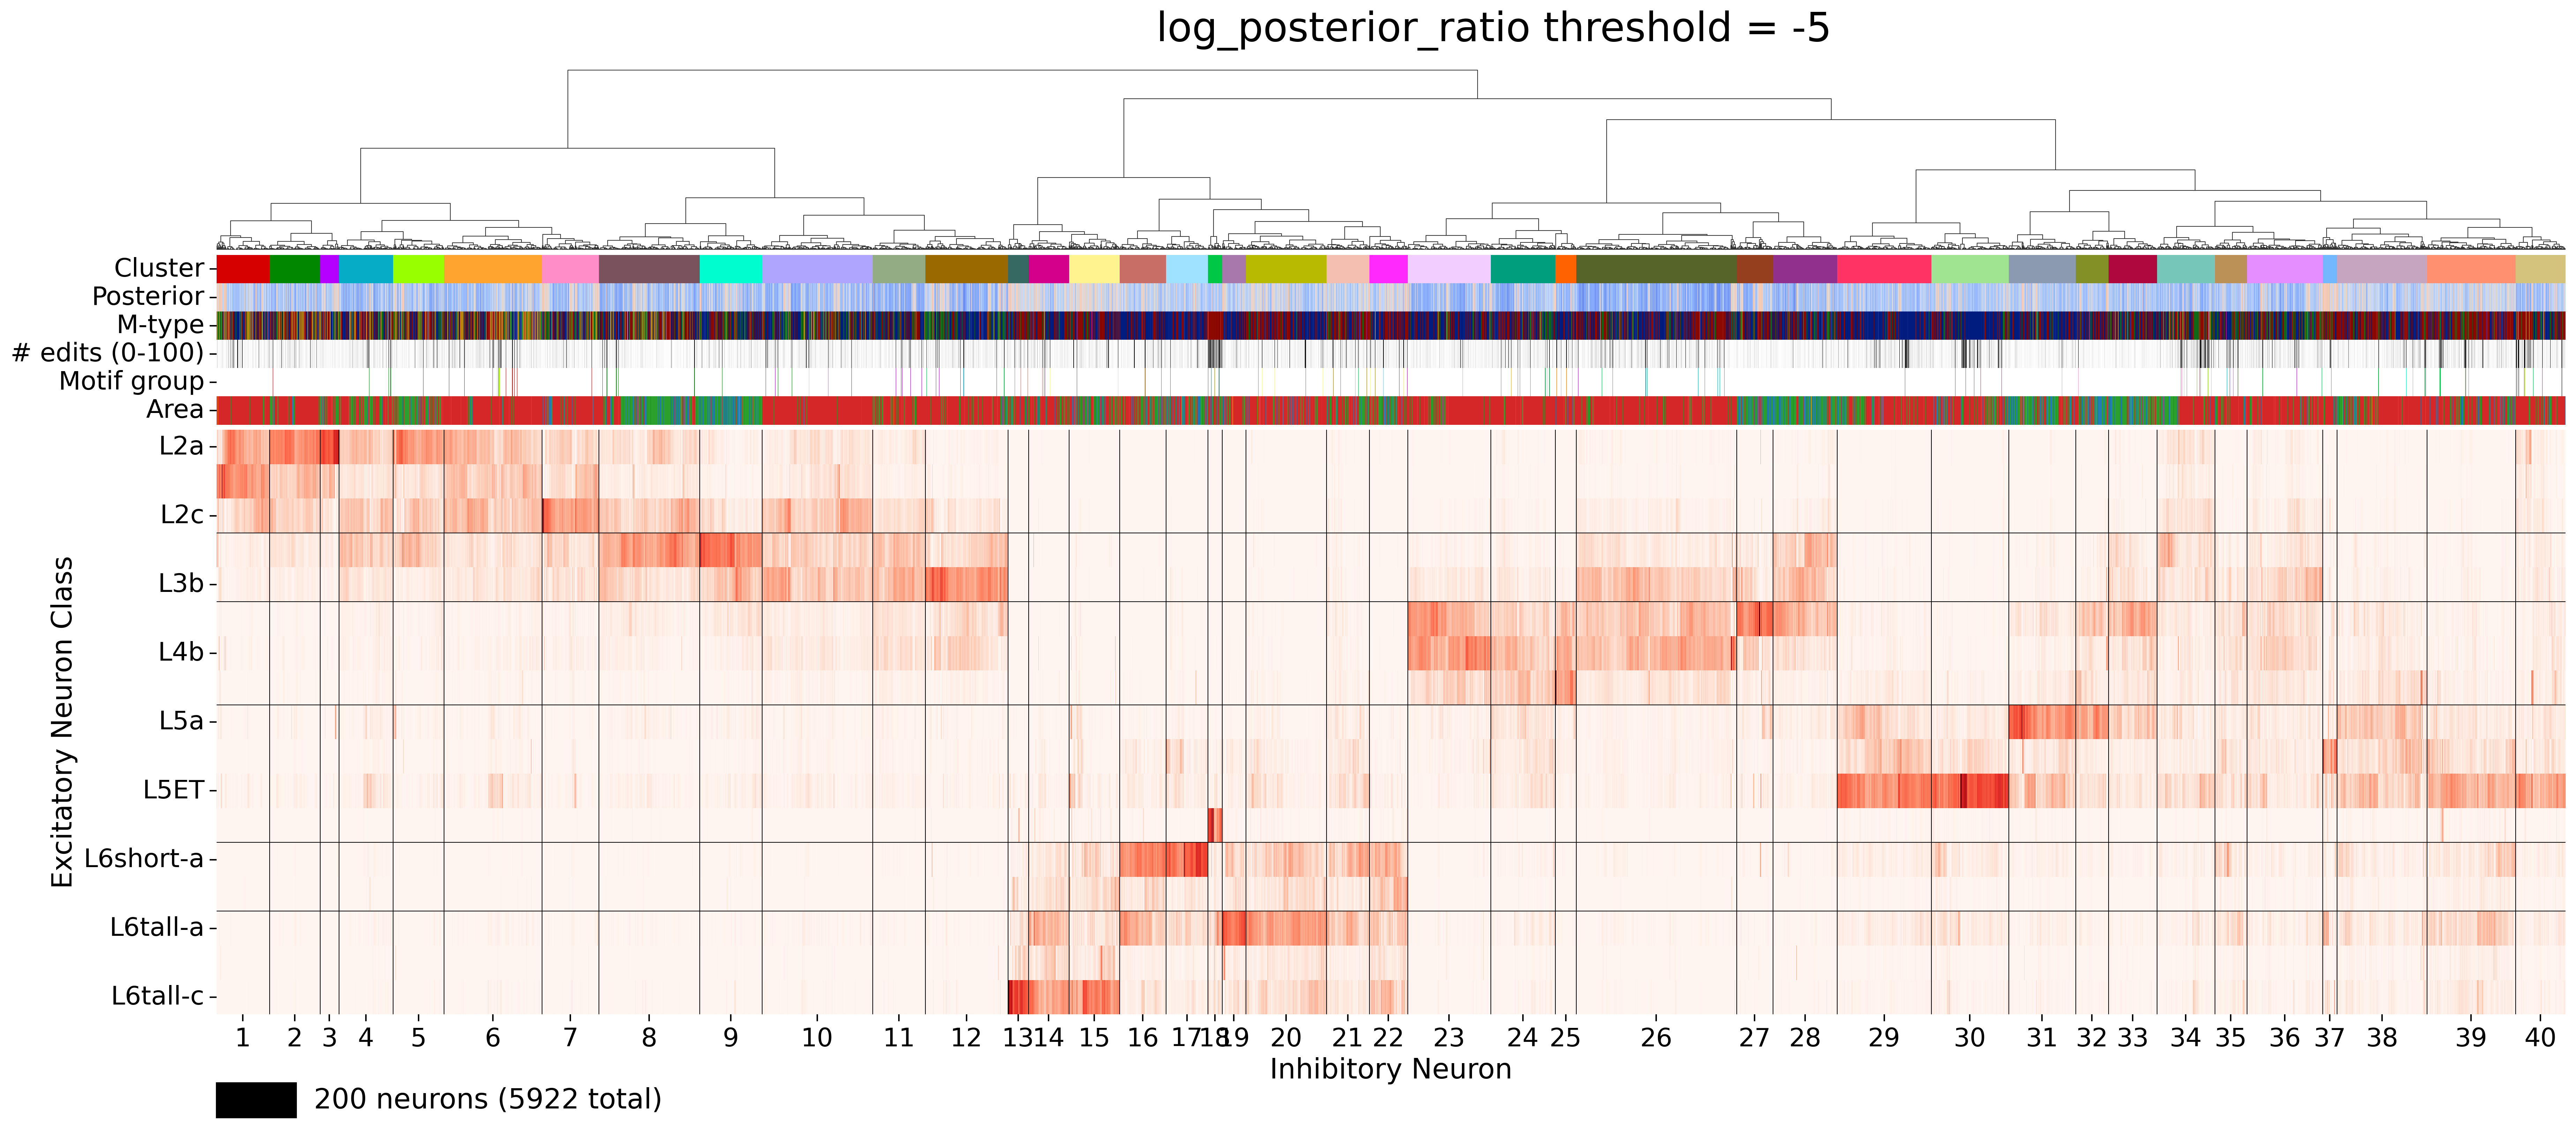 log_posterior_ratio threshold = -5
Cluster
Posterior
M-type
# edits (0-100)
Motif group
Area
Excitatory Neuron Class
L2a
L2c
L3b
L4b
L5a
L5ET
L6short-a
L6tall-a
L6tall-c
1 2 3 4 5 6 7 8 9 10 11 12 13 14 15 16 17 18 19 20 21 22 23 24 25 26 27 28 29 30 31 32 33 34 35 36 37 38 39 40
Inhibitory Neuron
200 neurons (5922 total)